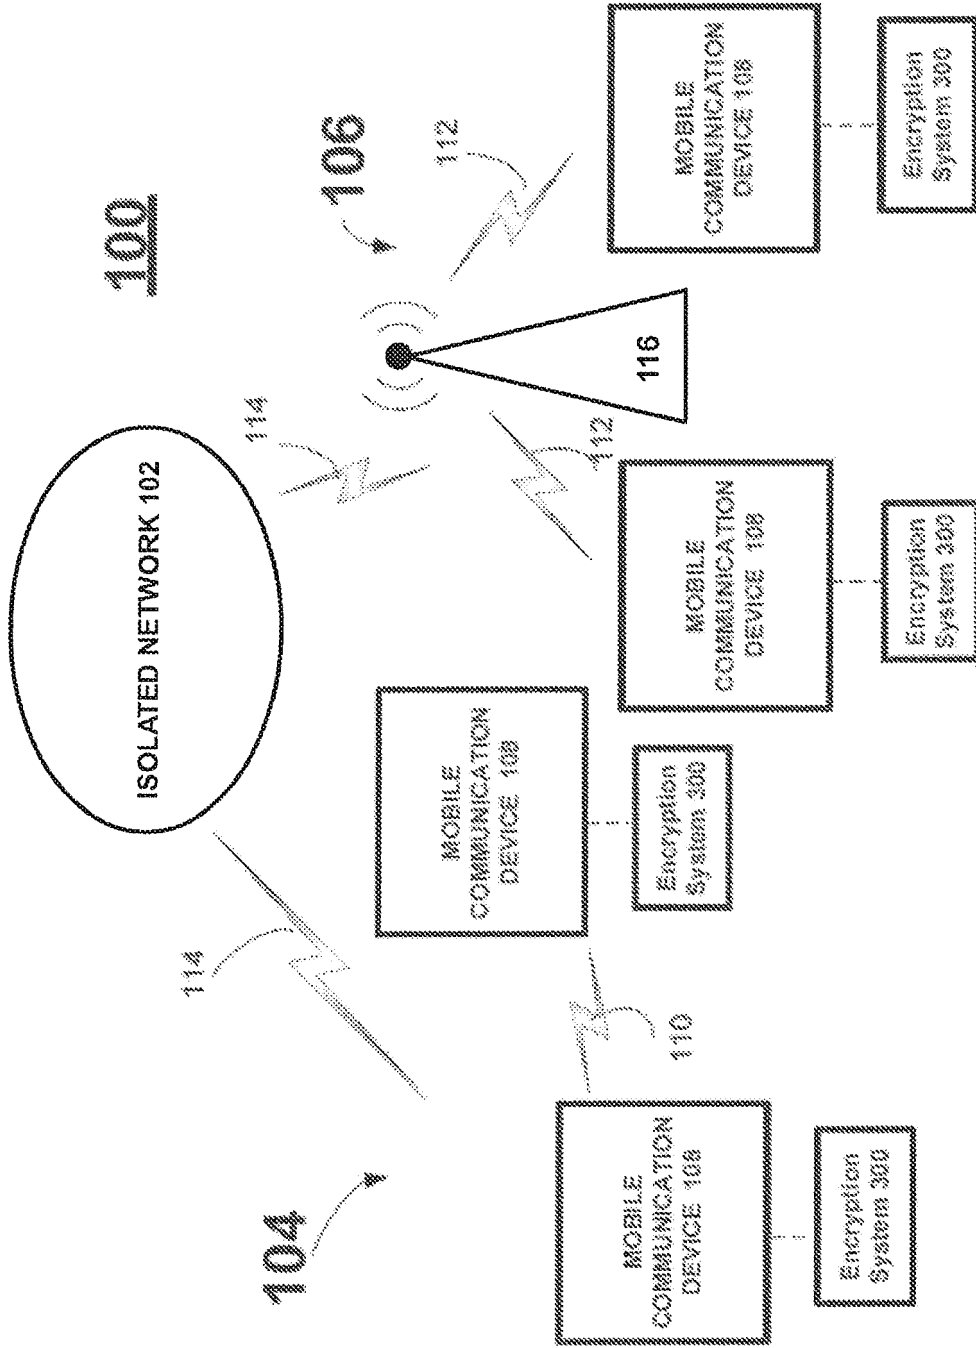 100
ISOLATED NETWORK 102
106
114
112
114
104
116
112
110
MOBILE
COMMUNICATION
DEVICE 108
Encryption
System 300
MOBILE
COMMUNICATION
DEVICE 108
Encryption
System 300
MOBILE
COMMUNICATION
DEVICE 108
Encryption
System 300
MOBILE
COMMUNICATION
DEVICE 108
Encryption
System 300